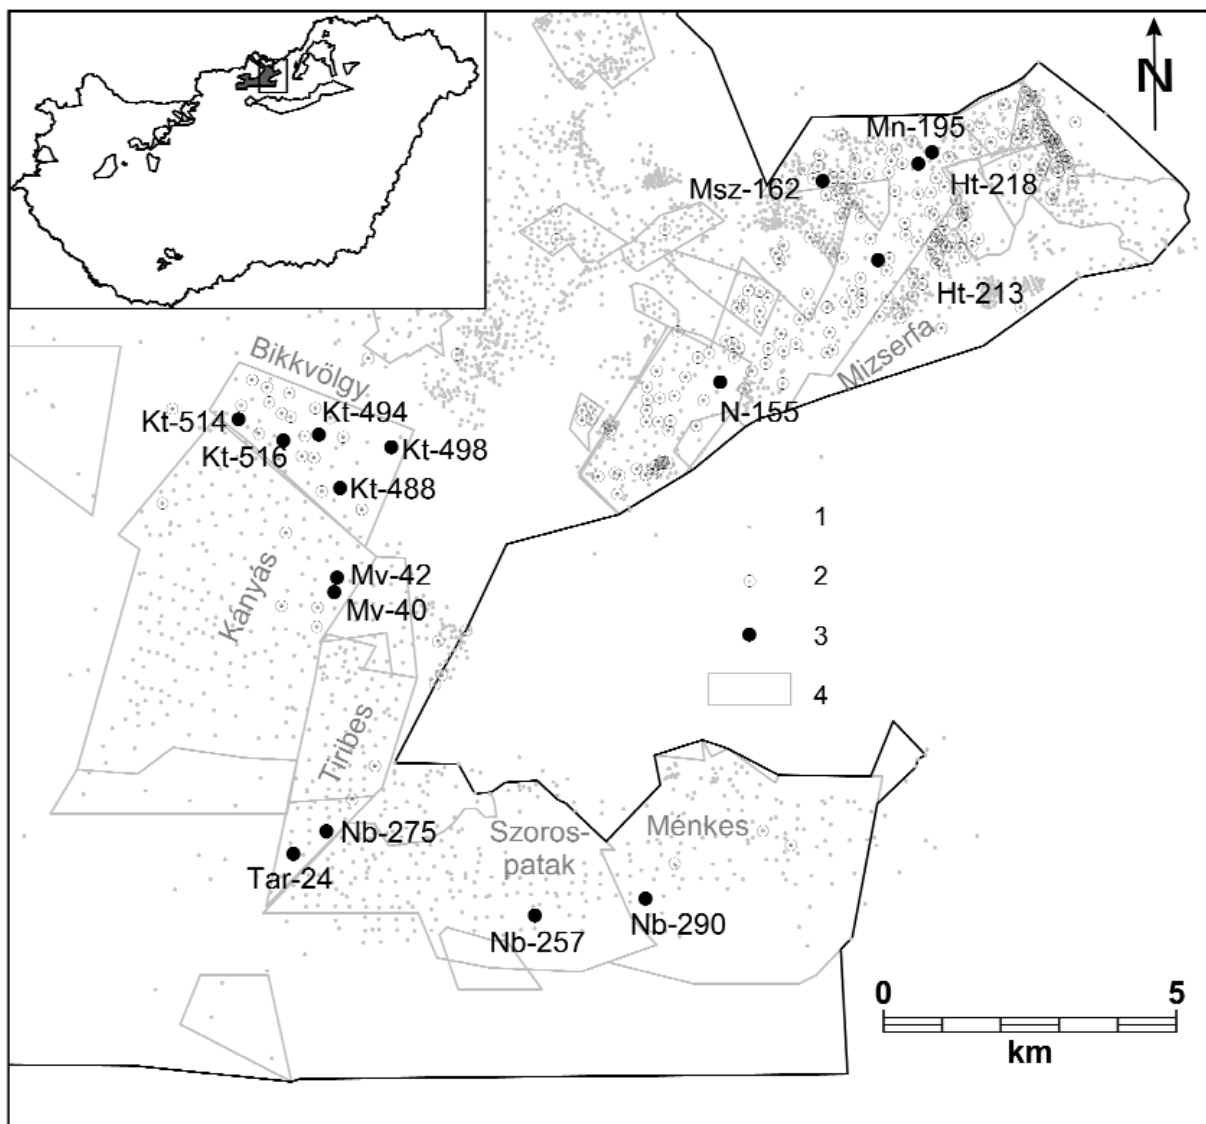 N
Mn-195
Msz-162
Ht-218
Ht-213
Mizserfa
Bikkvölgy
N-155
Kt-514
Kt-494
Kt-516
Kt-498
Kt-488
1
Kányás
Mv-42
2
Mv-40
3
4
Tiribes
Nb-275
Szoros-
patak
Ménkes
Tar-24
Nb-257
Nb-290
0 5
km